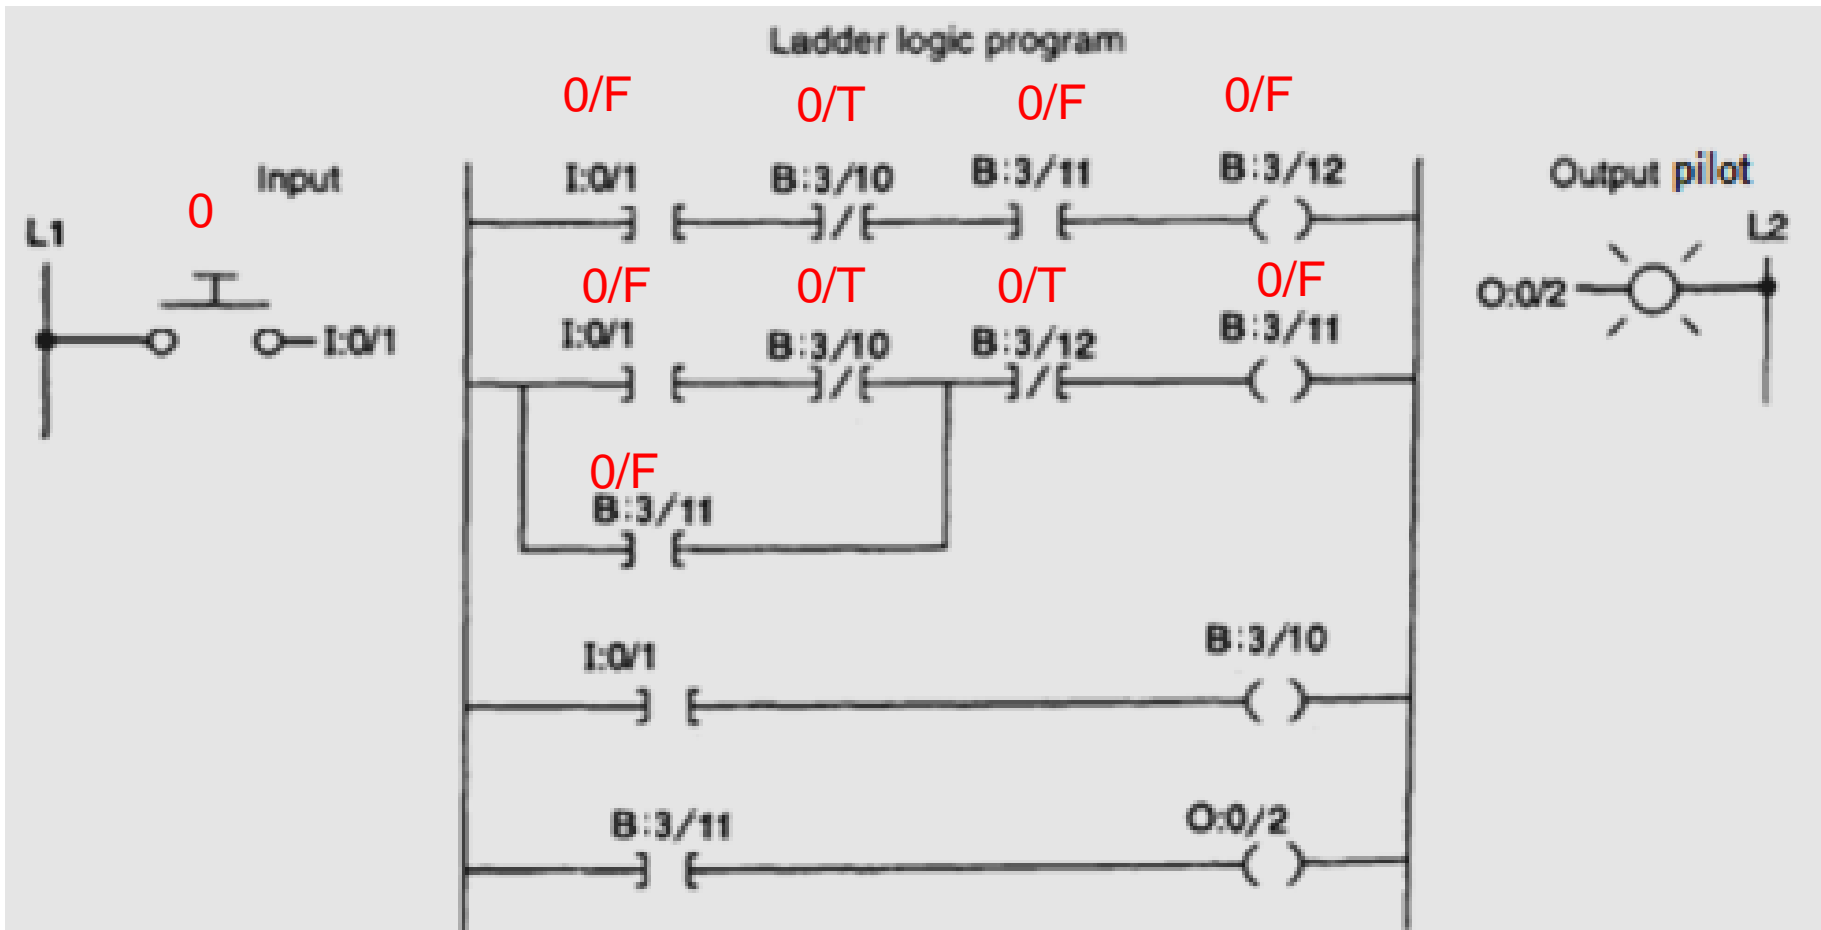 Ladder logic program
0/F 0/T 0/F 0/F
Input I:0/1 B:3/10 B:3/11 B:3/12 Output pilot
0
L1 L2
0/F 0/T 0/T 0/F
I:0/1 I:0/1 B:3/10 B:3/12 B:3/11 O:0/2
0/F
B:3/11
I:0/1 B:3/10
B:3/11 O:0/2